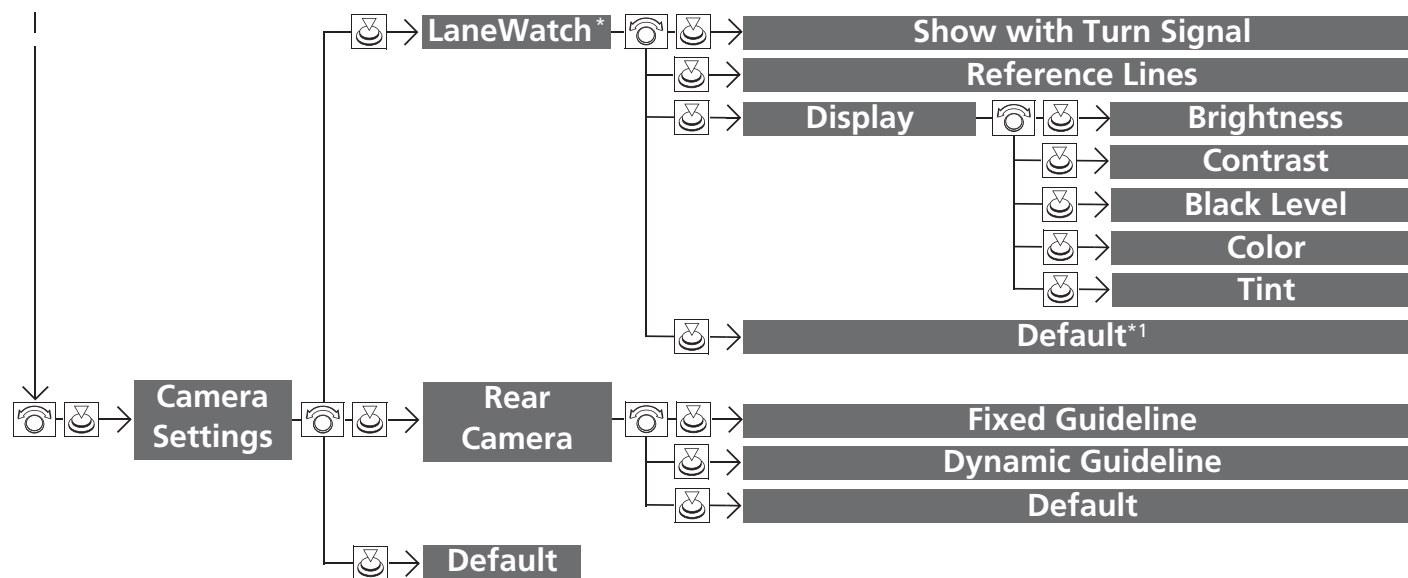 LaneWatch*
Show with Turn Signal
Reference Lines
Display
Brightness
Contrast
Black Level
Color
Tint
Default*1
Camera
Settings
Rear
Camera
Fixed Guideline
Dynamic Guideline
Default
Default